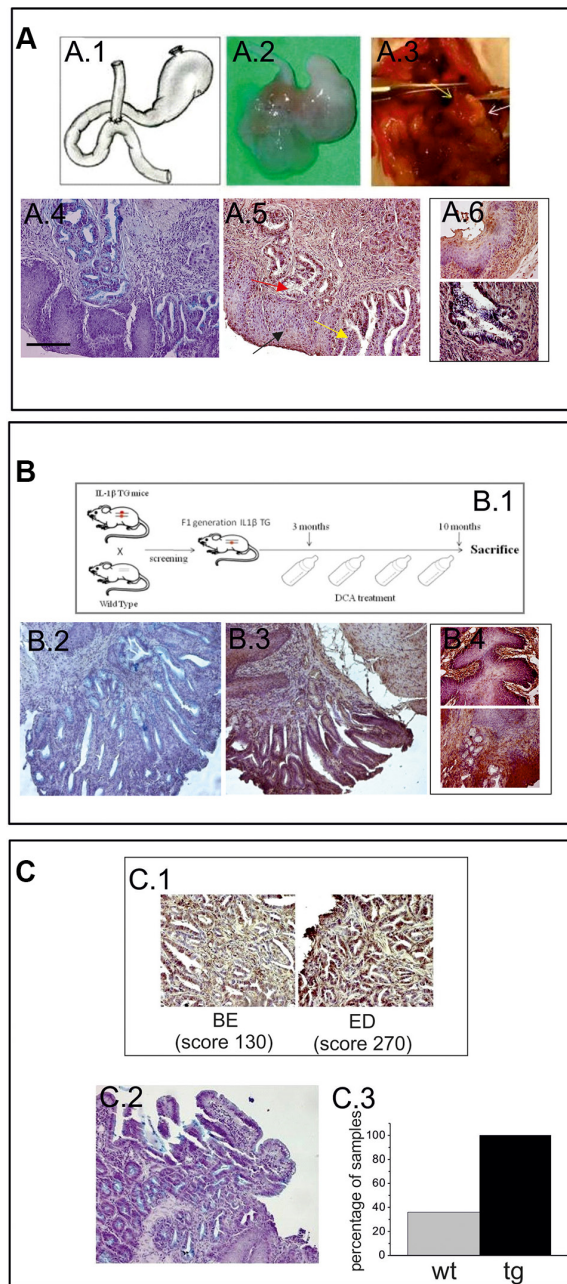 A
A.1
A.2
A.3
A.4
A.5
A.6
B
B.1
IL-1β TG mice
X
Wild Type
screening
F1 generation IL1β TG
3 months
10 months
Sacrifice
DCA treatment
B.2
B.3
B.4
C
C.1
BE
(score 130)
ED
(score 270)
C.2
C.3
percentage of samples
100
80
60
40
20
0
wt
tg